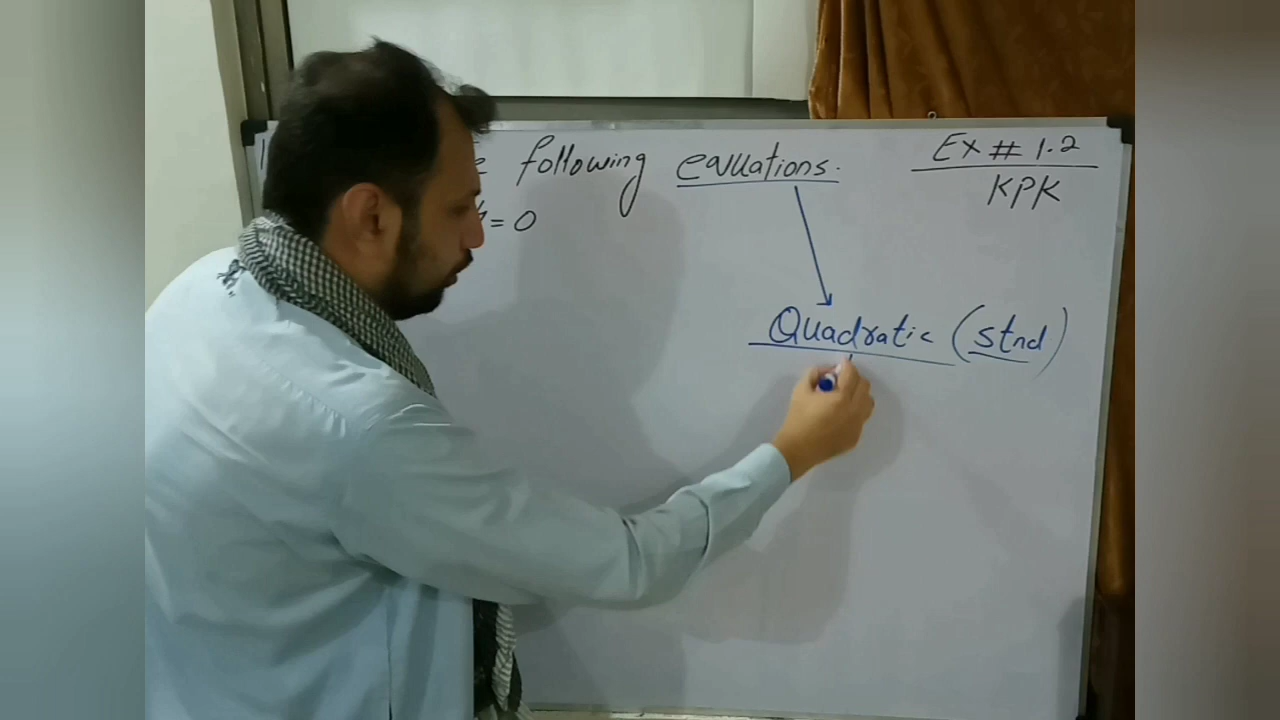 following equations.
Ex # 1.2
KPK
= 0
Quadratic (stnd)